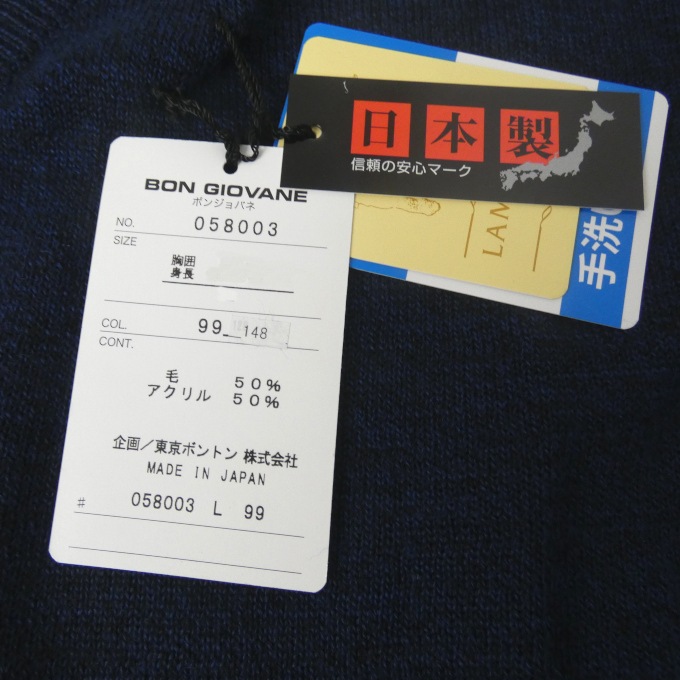 BON GIOVANE
ボンジョバネ
NO. 058003
SIZE
胸囲
身長
COL. 99_ 148
CONT.
毛 50%
アクリル 50%
企画/東京ボントン 株式会社
MADE IN JAPAN
# 058003 L 99
日本製
信頼の安心マーク
LAM
手洗